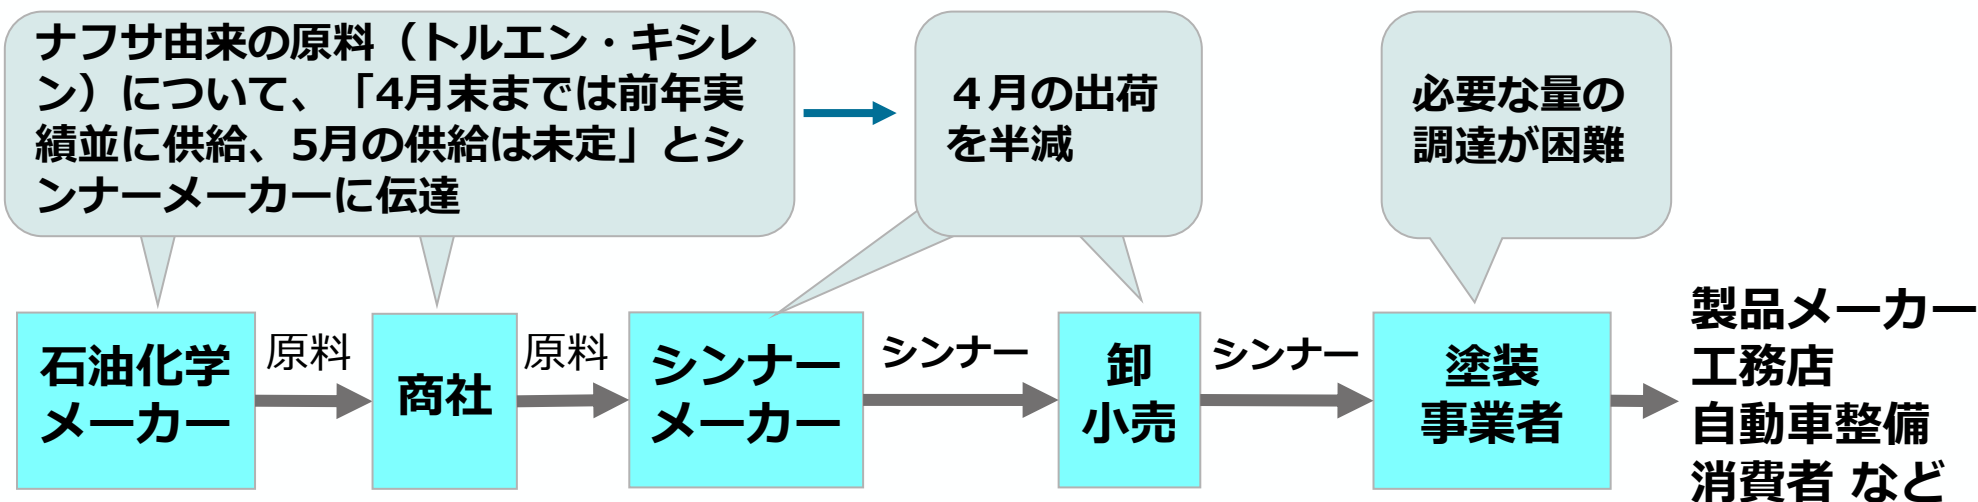 ナフサ由来の原料（トルエン・キシレ
ン）について、「4月末までは前年実
績並に供給、5月の供給は未定」とシ
ンナーメーカーに伝達
４月の出荷
を半減
必要な量の
調達が困難
石油化学
メーカー
原料
商社
原料
シンナー
メーカー
シンナー
卸
小売
シンナー
塗装
事業者
製品メーカー
工務店
自動車整備
消費者 など